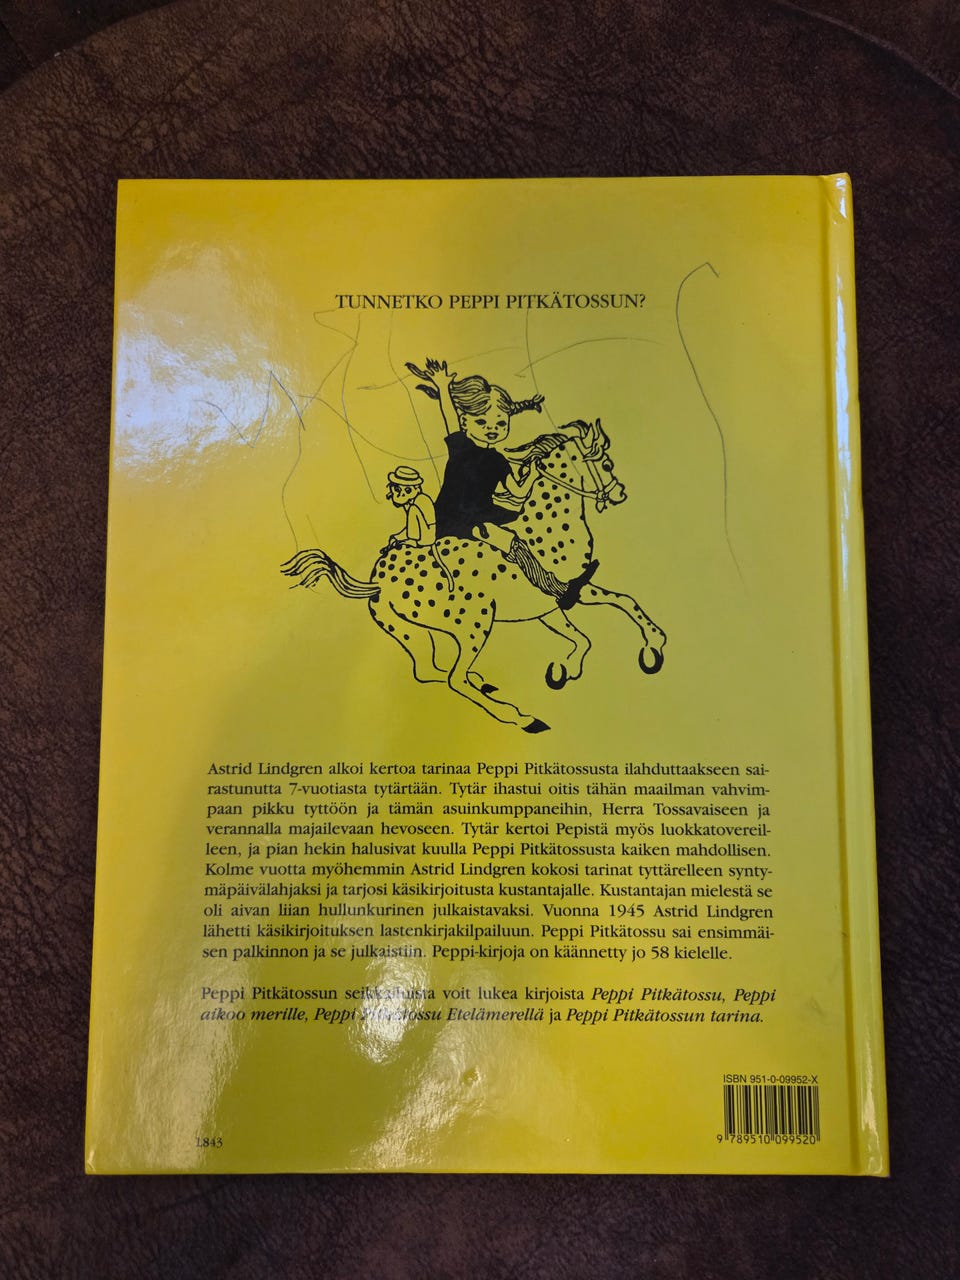 TUNNETKO PEPPI PITKÄTOSSUN?
Astrid Lindgren alkoi kertoa tarinaa Peppi Pitkätossusta ilahduttaakseen sai-
rastunutta 7-vuotiasta tytärtään. Tytär ihastui oitis tähän maailman vahvim-
paan pikku tyttöön ja tämän asuinkumppaneihin, Herra Tossavaiseen ja
verannalla majailevaan hevoseen. Tytär kertoi Pepistä myös luokkatovereil-
leen, ja pian hekin halusivat kuulla Peppi Pitkätossusta kaiken mahdollisen.
Kolme vuotta myöhemmin Astrid Lindgren kokosi tarinat tyttärelleen synty-
mäpäivälahjaksi ja tarjosi käsikirjoitusta kustantajalle. Kustantajan mielestä se
oli aivan liian hullunkurinen julkaistavaksi. Vuonna 1945 Astrid Lindgren
lähetti käsikirjoituksen lastenkirjakilpailuun. Peppi Pitkätossu sai ensimmäi-
sen palkinnon ja se julkaistiin. Peppi-kirjoja on käännetty jo 58 kielelle.
Peppi Pitkätossun seikkailuista voit lukea kirjoista Peppi Pitkätossu, Peppi
aikoo merille, Peppi Pitkätossu Etelämerellä ja Peppi Pitkätossun tarina.
ISBN 951-0-09952-X
9 789510 099520
L843